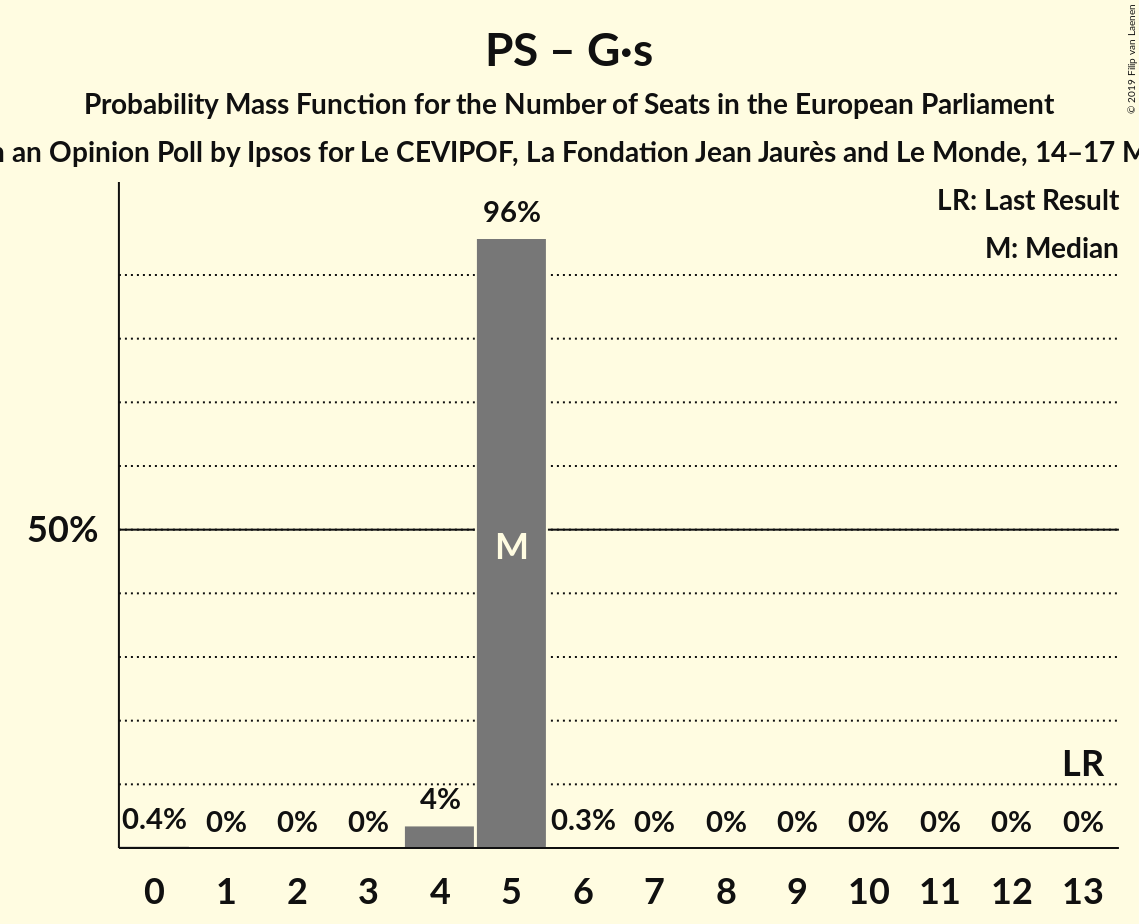 PS – G·s
Probability Mass Function for the Number of Seats in the European Parliament
an Opinion Poll by Ipsos for Le CEVIPOF, La Fondation Jean Jaurès and Le Monde, 14–17
© 2019 Filip van Laenen
LR: Last Result
M: Median
96%
50%
M
LR
0.4% 0% 0% 0% 4% 0.3% 0% 0% 0% 0% 0% 0% 0%
0 1 2 3 4 5 6 7 8 9 10 11 12 13